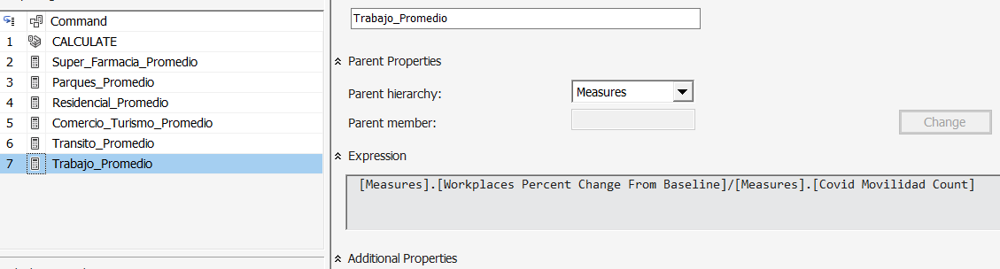 Command
1 CALCULATE
2 Super_Farmacia_Promedio
3 Parques_Promedio
4 Residencial_Promedio
5 Comercio_Turismo_Promedio
6 Transito_Promedio
7 Trabajo_Promedio
Trabajo_Promedio
Parent Properties
Parent hierarchy: Measures
Parent member: Change
Expression
[Measures].[Workplaces Percent Change From Baseline]/[Measures].[Covid Movilidad Count]
Additional Properties